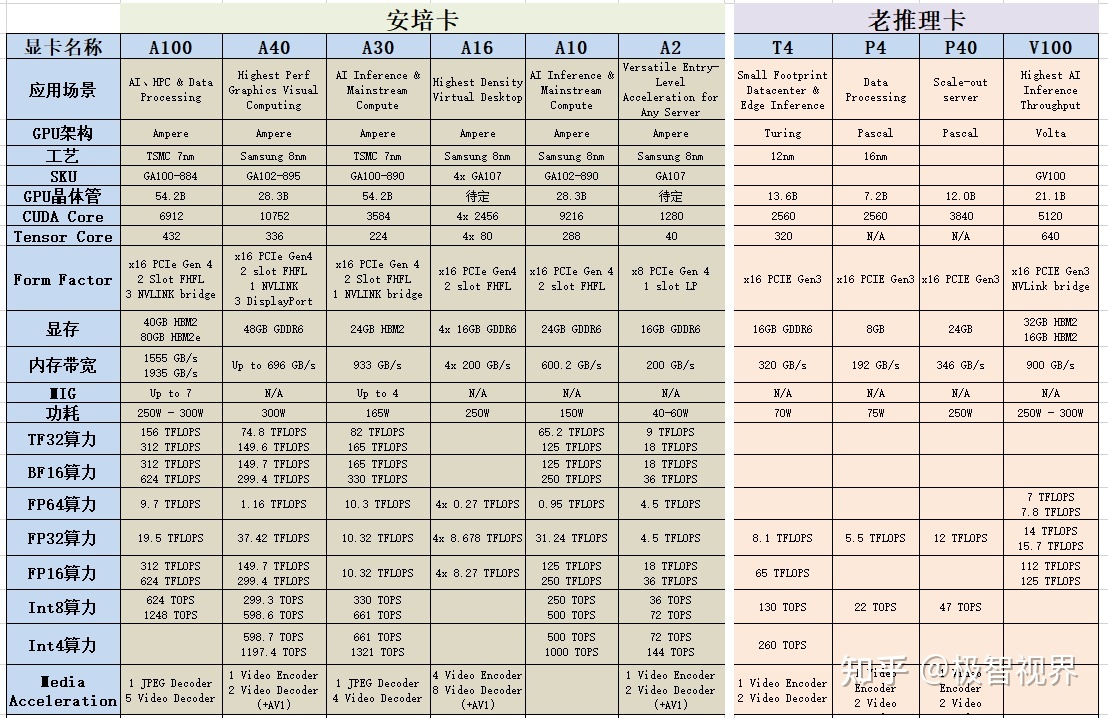 安培卡
老推理卡
显卡名称 A100 A40 A30 A16 A10 A2 T4 P4 P40 V100
应用场景
AI、HPC & Data
Processing
Highest Perf
Graphics Visual
Computing
AI Inference &
Mainstream
Compute
Highest Density
Virtual Desktop
AI Inference &
Mainstream
Compute
Versatile Entry-
Level
Acceleration for
Any Server
Small Footprint
Datacenter &
Edge Inference
Data
Processing
Scale-out
server
Highest AI
Inference
Throughput
GPU架构 Ampere Ampere Ampere Ampere Ampere Ampere Turing Pascal Pascal Volta
工艺 TSMC 7nm Samsung 8nm TSMC 7nm Samsung 8nm Samsung 8nm Samsung 8nm 12nm 16nm
SKU GA100-884 GA102-895 GA100-890 4x GA107 GA102-890 GA107 GV100
GPU晶体管 54.2B 28.3B 54.2B 待定 28.3B 待定 13.6B 7.2B 12.0B 21.1B
CUDA Core 6912 10752 3584 4x 2456 9216 1280 2560 2560 3840 5120
Tensor Core 432 336 224 4x 80 288 40 320 N/A N/A 640
Form Factor
x16 PCIe Gen 4
2 Slot FHFL
3 NVLINK bridge
x16 PCIe Gen4
2 slot FHFL
1 NVLINK
3 DisplayPort
x16 PCIe Gen 4
2 Slot FHFL
1 NVLINK bridge
x16 PCIe Gen4
2 slot FHFL
x16 PCIe Gen 4
2 slot FHFL
x8 PCIe Gen 4
1 slot LP
x16 PCIE Gen3
x16 PCIE Gen3
x16 PCIE Gen3
x16 PCIE Gen3
NVLink bridge
显存
40GB HBM2
80GB HBM2e
48GB GDDR6
24GB HBM2
4x 16GB GDDR6
24GB GDDR6
16GB GDDR6
16GB GDDR6
8GB
24GB
32GB HBM2
16GB HBM2
内存带宽
1555 GB/s
1935 GB/s
Up to 696 GB/s
933 GB/s
4x 200 GB/s
600.2 GB/s
200 GB/s
320 GB/s
192 GB/s
346 GB/s
900 GB/s
MIG Up to 7 N/A Up to 4 N/A N/A N/A N/A N/A N/A N/A
功耗 250W - 300W 300W 165W 250W 150W 40-60W 70W 75W 250W 250W - 300W
TF32算力
156 TFLOPS
312 TFLOPS
74.8 TFLOPS
149.6 TFLOPS
82 TFLOPS
165 TFLOPS
65.2 TFLOPS
125 TFLOPS
9 TFLOPS
18 TFLOPS
BF16算力
312 TFLOPS
624 TFLOPS
149.7 TFLOPS
299.4 TFLOPS
165 TFLOPS
330 TFLOPS
125 TFLOPS
250 TFLOPS
18 TFLOPS
36 TFLOPS
FP64算力
9.7 TFLOPS
1.16 TFLOPS
10.3 TFLOPS
4x 0.27 TFLOPS
0.95 TFLOPS
4.5 TFLOPS
7 TFLOPS
7.8 TFLOPS
FP32算力
19.5 TFLOPS
37.42 TFLOPS
10.32 TFLOPS
4x 8.678 TFLOPS
31.24 TFLOPS
4.5 TFLOPS
8.1 TFLOPS
5.5 TFLOPS
12 TFLOPS
14 TFLOPS
15.7 TFLOPS
FP16算力
312 TFLOPS
624 TFLOPS
149.7 TFLOPS
299.4 TFLOPS
10.32 TFLOPS
4x 8.27 TFLOPS
125 TFLOPS
250 TFLOPS
18 TFLOPS
36 TFLOPS
65 TFLOPS
112 TFLOPS
125 TFLOPS
Int8算力
624 TOPS
1248 TOPS
299.3 TOPS
598.6 TOPS
330 TOPS
661 TOPS
250 TOPS
500 TOPS
36 TOPS
72 TOPS
130 TOPS
22 TOPS
47 TOPS
Int4算力
598.7 TOPS
1197.4 TOPS
661 TOPS
1321 TOPS
500 TOPS
1000 TOPS
72 TOPS
144 TOPS
260 TOPS
Media
Acceleration
1 JPEG Decoder
5 Video Decoder
1 Video Encoder
2 Video Decoder
(+AV1)
1 JPEG Decoder
4 Video Decoder
4 Video Encoder
8 Video Decoder
(+AV1)
1 Video Encoder
2 Video Decoder
(+AV1)
1 Video Encoder
2 Video Decoder
(+AV1)
1 Video Encoder
2 Video Decoder
1 Video
Encoder
2 Video
1 Video
Encoder
2 Video
知乎 @极智视界